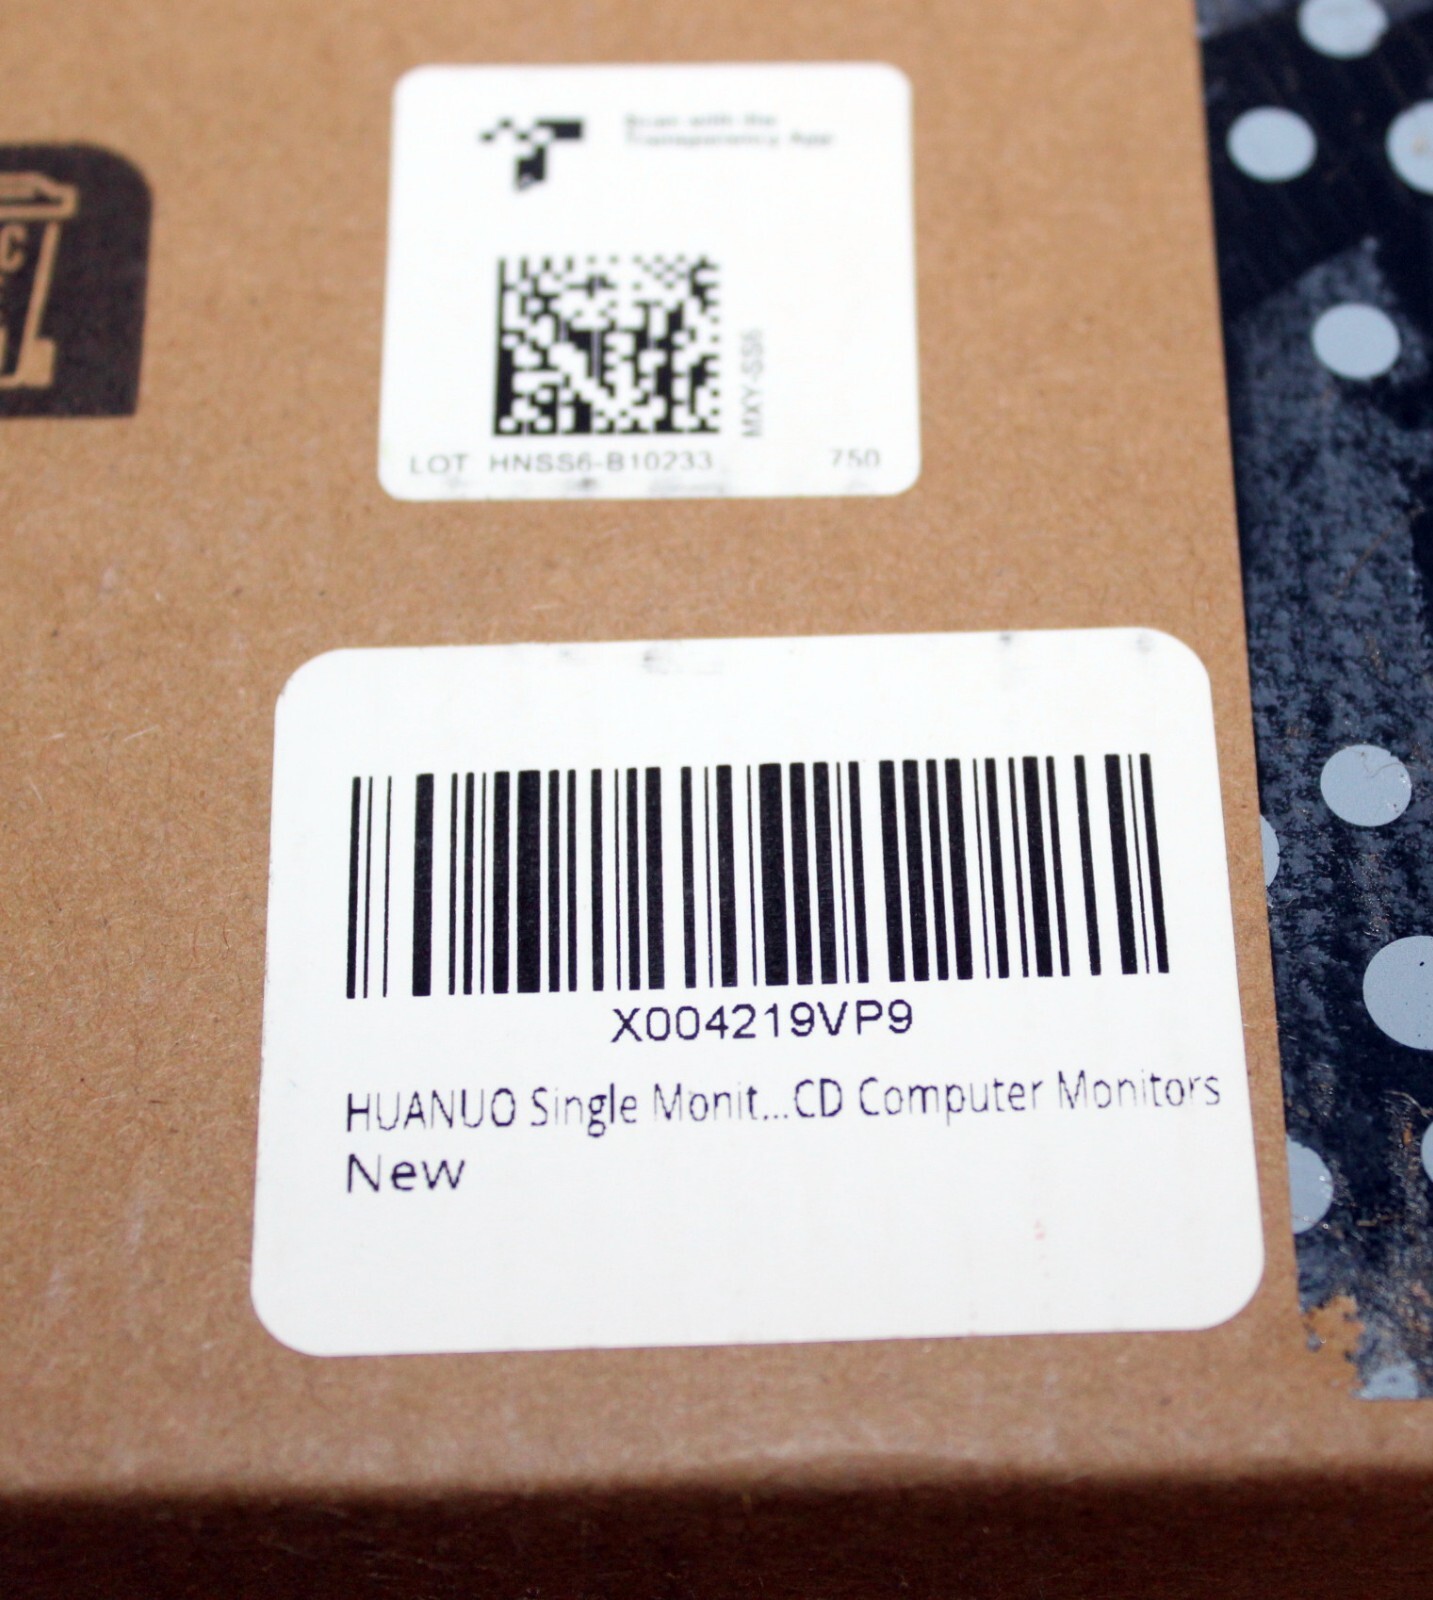 Scan with the
Transparency App
MXY-SS6
LOT HNSS6-B10233 750
X004219VP9
HUANUO Single Monit...CD Computer Monitors
New